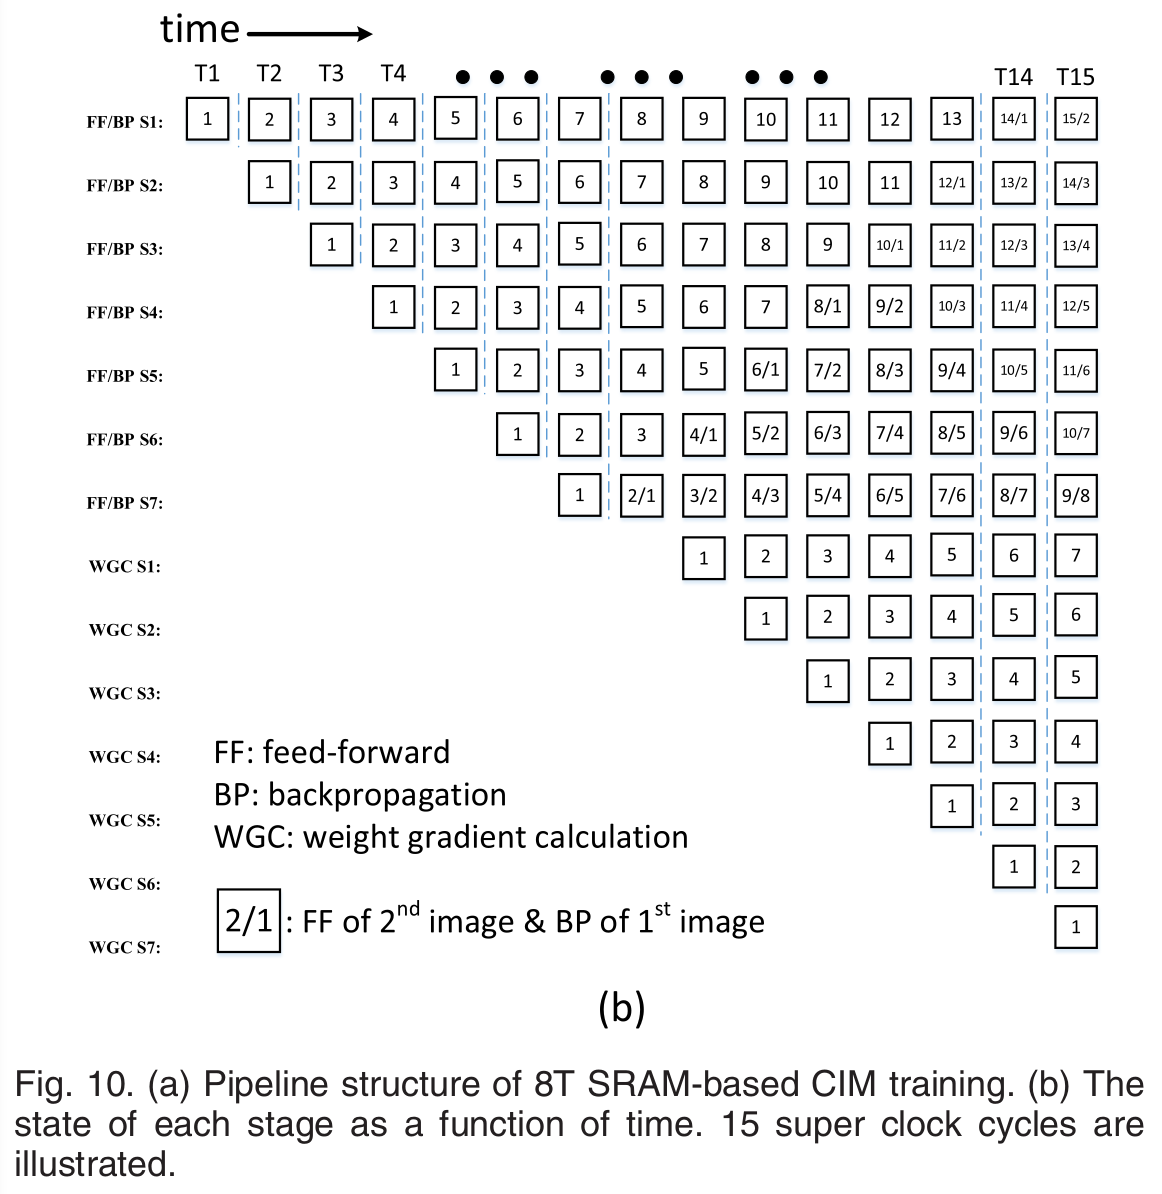 time
T1 T2 T3 T4 T14 T15
FF/BP S1: 1 2 3 4 5 6 7 8 9 10 11 12 13 14/1 15/2
FF/BP S2: 1 2 3 4 5 6 7 8 9 10 11 12/1 13/2 14/3
FF/BP S3: 1 2 3 4 5 6 7 8 9 10/1 11/2 12/3 13/4
FF/BP S4: 1 2 3 4 5 6 7 8/1 9/2 10/3 11/4 12/5
FF/BP S5: 1 2 3 4 5 6/1 7/2 8/3 9/4 10/5 11/6
FF/BP S6: 1 2 3 4/1 5/2 6/3 7/4 8/5 9/6 10/7
FF/BP S7: 1 2/1 3/2 4/3 5/4 6/5 7/6 8/7 9/8
WGC S1: 1 2 3 4 5 6 7
WGC S2: 1 2 3 4 5 6
WGC S3: 1 2 3 4 5
WGC S4: 1 2 3 4
WGC S5: 1 2 3
WGC S6: 1 2
WGC S7: 1
FF: feed-forward
BP: backpropagation
WGC: weight gradient calculation
2/1 : FF of 2nd image & BP of 1st image
(b)
Fig. 10. (a) Pipeline structure of 8T SRAM-based CIM training. (b) The
state of each stage as a function of time. 15 super clock cycles are
illustrated.